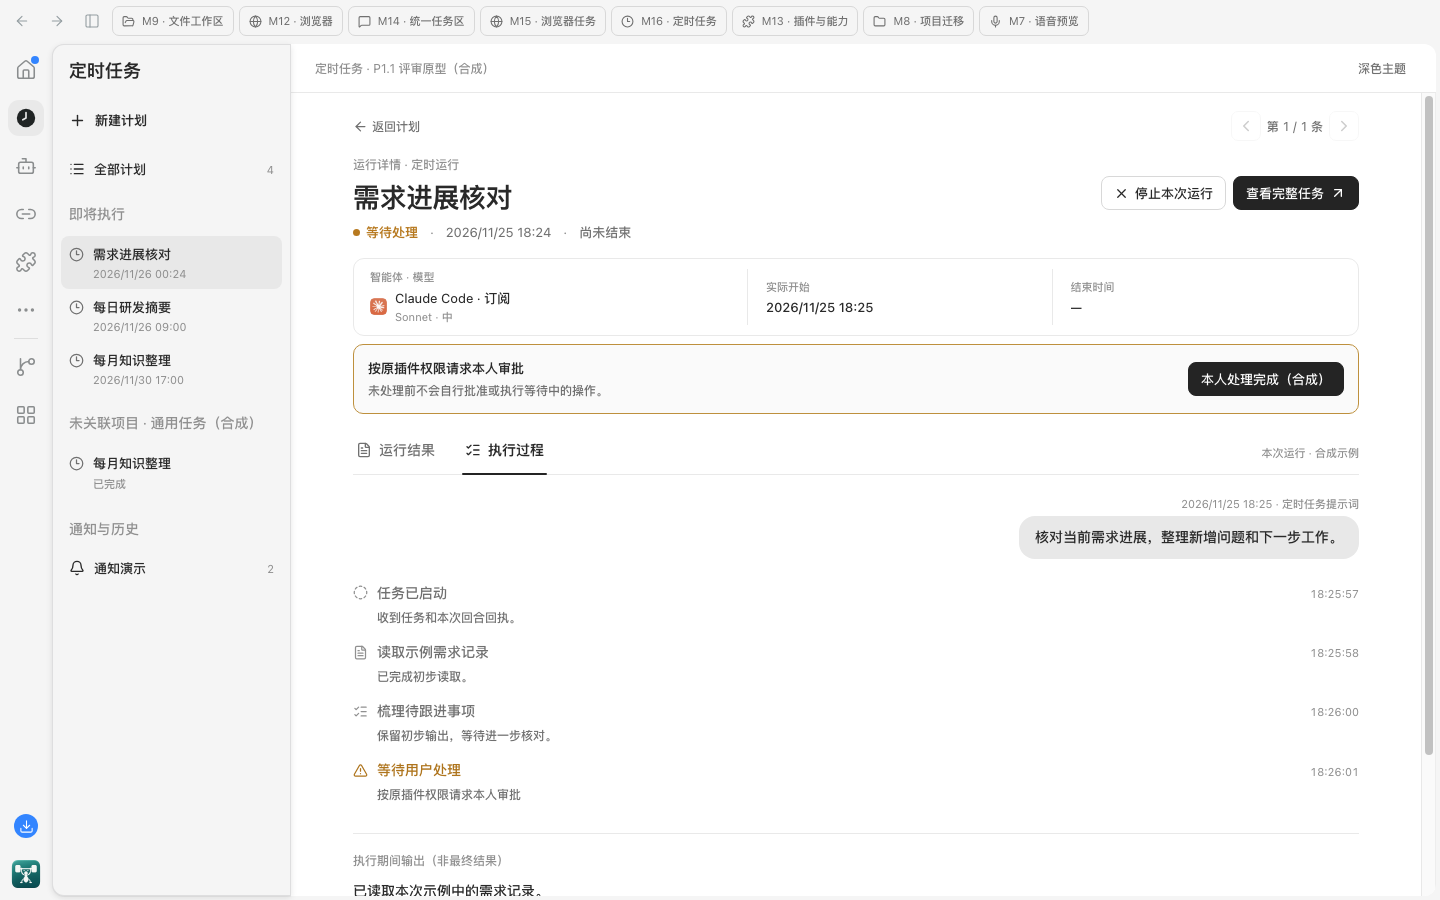 M9 · 文件工作区
M12 · 浏览器
M14 · 统一任务区
M15 · 浏览器任务
M16 · 定时任务
M13 · 插件与能力
M8 · 项目迁移
M7 · 语音预览
定时任务
新建计划
全部计划 4
即将执行
需求进展核对
2026/11/26 00:24
每日研发摘要
2026/11/26 09:00
每月知识整理
2026/11/30 17:00
未关联项目 · 通用任务（合成）
每月知识整理
已完成
通知与历史
通知演示 2
定时任务 · P1.1 评审原型（合成）
深色主题
返回计划
第 1 / 1 条
运行详情 · 定时运行
需求进展核对
停止本次运行
查看完整任务
等待处理 · 2026/11/25 18:24 · 尚未结束
智能体 · 模型
Claude Code · 订阅
Sonnet · 中
实际开始
2026/11/25 18:25
结束时间
—
按原插件权限请求本人审批
未处理前不会自行批准或执行等待中的操作。
本人处理完成（合成）
运行结果
执行过程
本次运行 · 合成示例
2026/11/25 18:25 · 定时任务提示词
核对当前需求进展，整理新增问题和下一步工作。
任务已启动 18:25:57
收到任务和本次回合回执。
读取示例需求记录 18:25:58
已完成初步读取。
梳理待跟进事项 18:26:00
保留初步输出，等待进一步核对。
等待用户处理 18:26:01
按原插件权限请求本人审批
执行期间输出（非最终结果）
已读取本次示例中的需求记录。